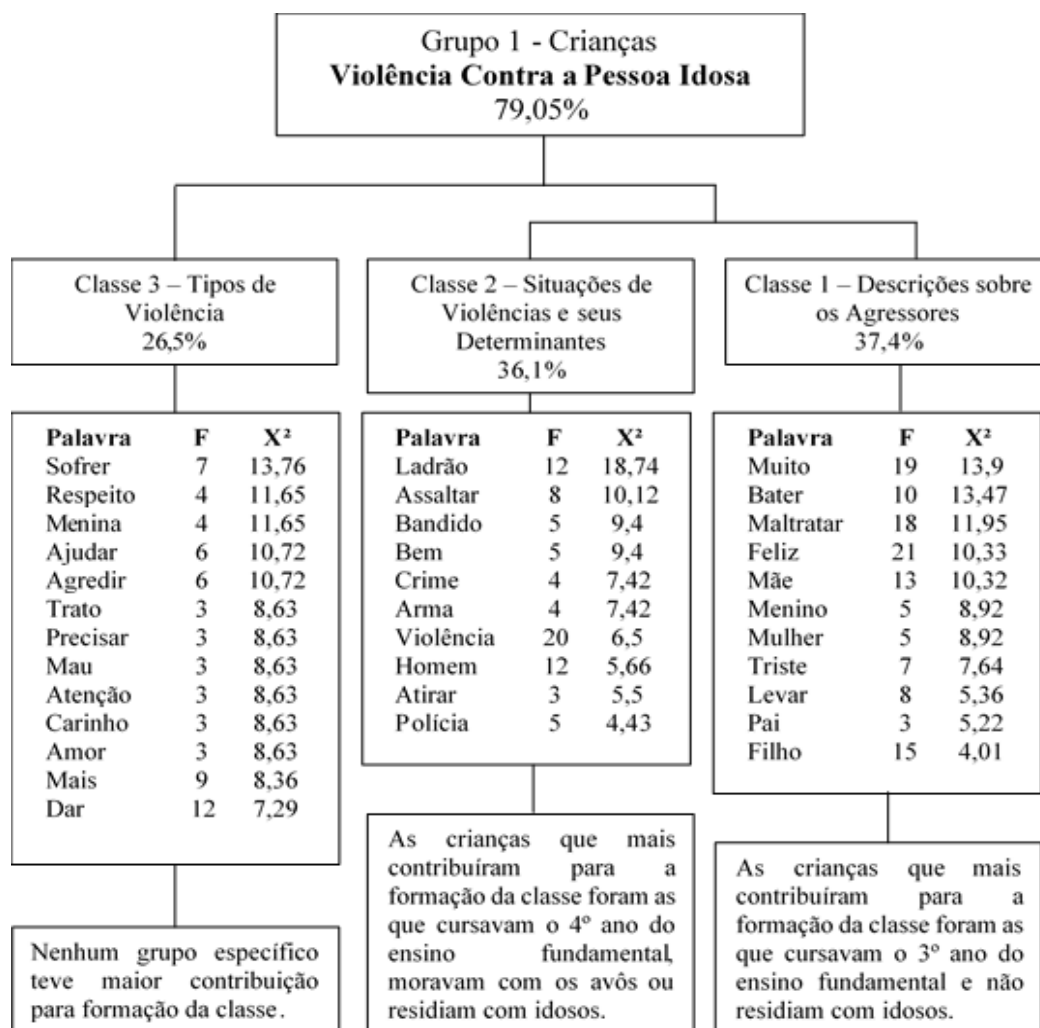 Grupo 1 - Crianças
Violência Contra a Pessoa Idosa
79,05%
Classe 3 – Tipos de
Violência
26,5%
Palavra F X²
Sofrer 7 13,76
Respeito 4 11,65
Menina 4 11,65
Ajudar 6 10,72
Agredir 6 10,72
Trato 3 8,63
Precisar 3 8,63
Mau 3 8,63
Atenção 3 8,63
Carinho 3 8,63
Amor 3 8,63
Mais 9 8,36
Dar 12 7,29
Nenhum grupo específico
teve maior contribuição
para formação da classe.
Classe 2 – Situações de
Violências e seus
Determinantes
36,1%
Palavra F X²
Ladrão 12 18,74
Assaltar 8 10,12
Bandido 5 9,4
Bem 5 9,4
Crime 4 7,42
Arma 4 7,42
Violência 20 6,5
Homem 12 5,66
Atirar 3 5,5
Polícia 5 4,43
As crianças que mais
contribuíram para a
formação da classe foram as
que cursavam o 4º ano do
ensino fundamental,
moravam com os avôs ou
residiam com idosos.
Classe 1 – Descrições sobre
os Agressores
37,4%
Palavra F X²
Muito 19 13,9
Bater 10 13,47
Maltratar 18 11,95
Feliz 21 10,33
Mãe 13 10,32
Menino 5 8,92
Mulher 5 8,92
Triste 7 7,64
Levar 8 5,36
Pai 3 5,22
Filho 15 4,01
As crianças que mais
contribuíram para a
formação da classe foram as
que cursavam o 3º ano do
ensino fundamental e não
residiam com idosos.